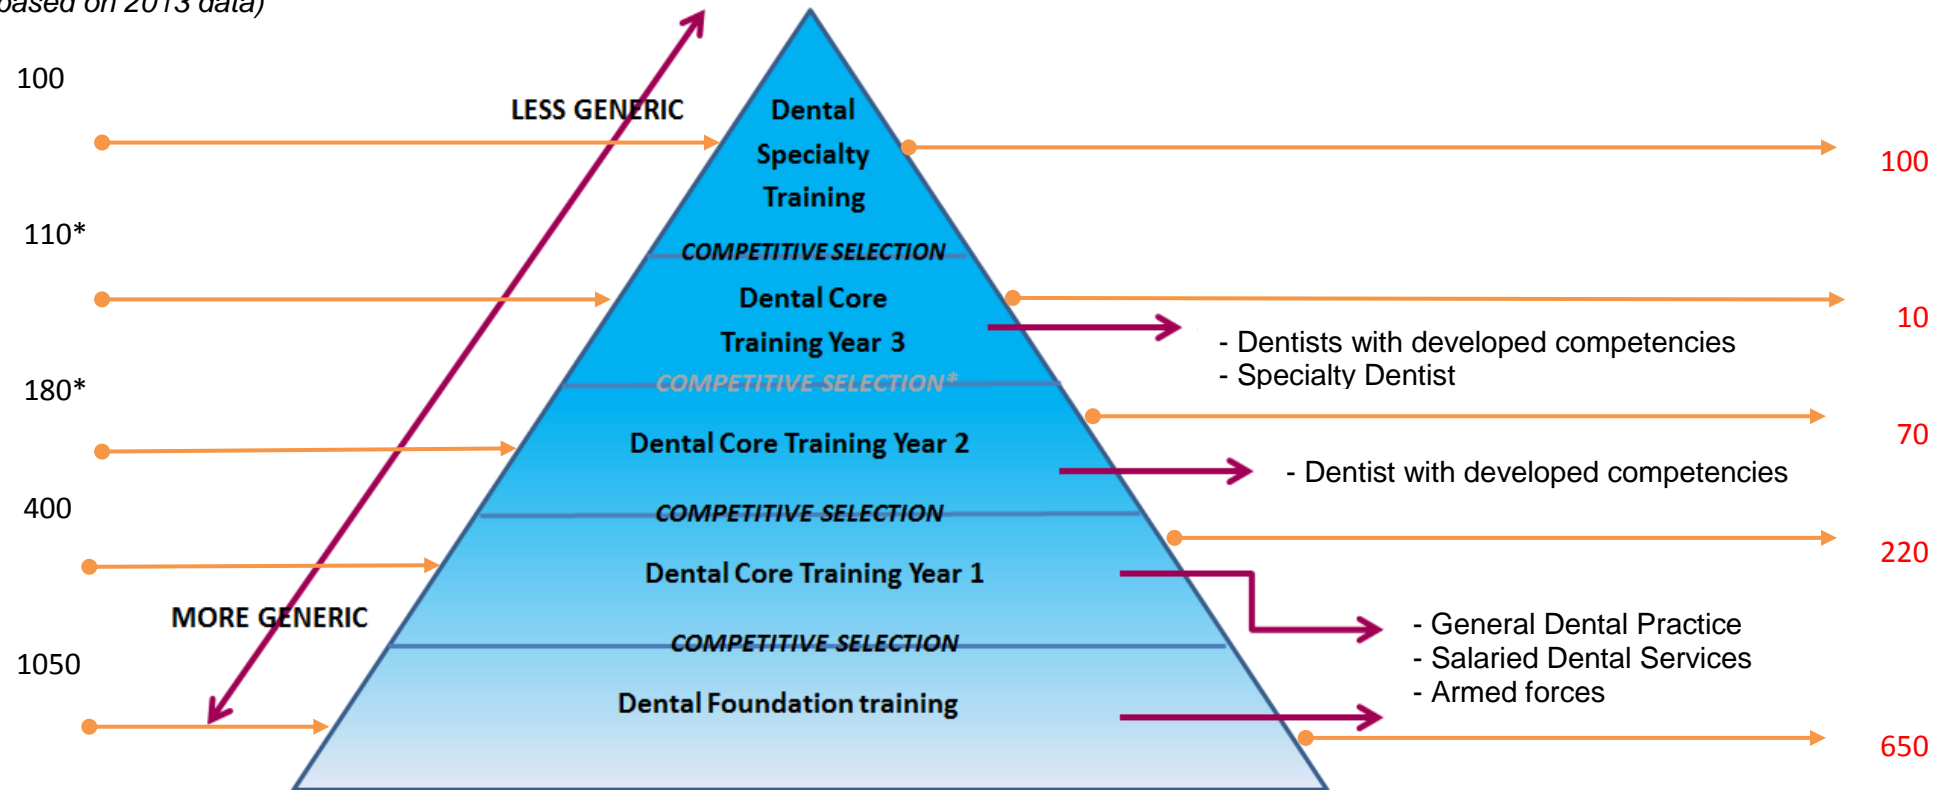 based on 2013 data)
100
LESS GENERIC
Dental
Specialty
Training
100
110*
COMPETITIVE SELECTION
Dental Core
Training Year 3
10
- Dentists with developed competencies
- Specialty Dentist
180*
COMPETITIVE SELECTION*
Dental Core Training Year 2
70
- Dentist with developed competencies
400
COMPETITIVE SELECTION
220
Dental Core Training Year 1
MORE GENERIC
- General Dental Practice
- Salaried Dental Services
- Armed forces
COMPETITIVE SELECTION
1050
Dental Foundation training
650